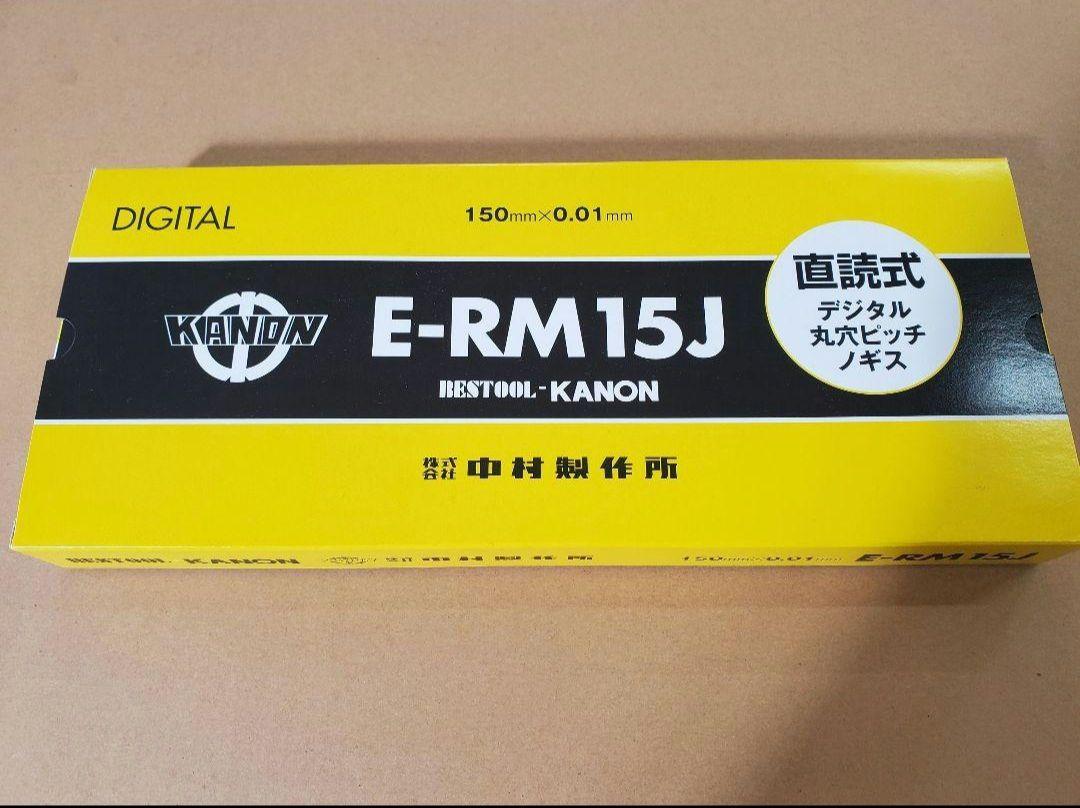 DIGITAL
150mm×0.01mm
KANON
E-RM15J
BESTOOL-KANON
直読式
デジタル
丸穴ピッチ
ノギス
株式会社 中村製作所
BESTOOL-KANON 中村製作所 150mm×0.01mm E-RM15J